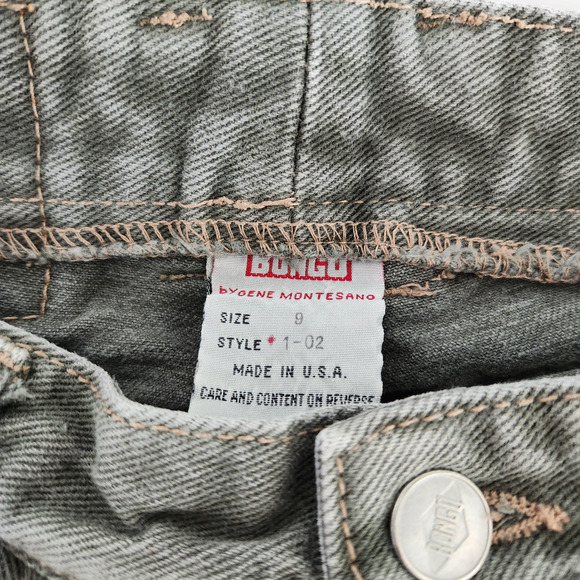 BONGO
BY GENE MONTESANO
SIZE 9
STYLE * 1-02
MADE IN U.S.A.
CARE AND CONTENT ON REVERSE
BONGO